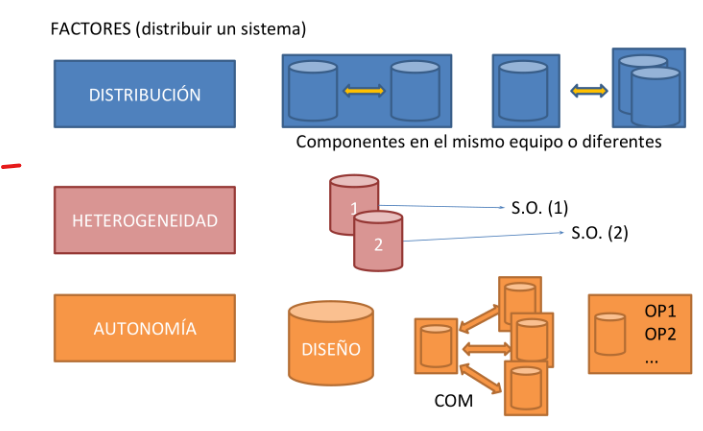 FACTORES (distribuir un sistema)
DISTRIBUCIÓN
Componentes en el mismo equipo o diferentes
HETEROGENEIDAD
1
2
S.O. (1)
S.O. (2)
AUTONOMÍA
DISEÑO
COM
OP1
OP2
...